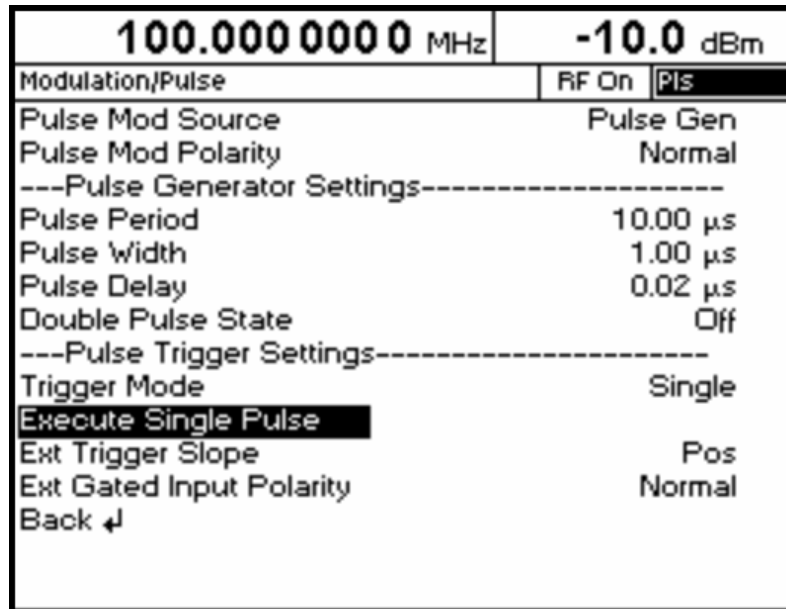 100.000 000 0 MHz -10.0 dBm
Modulation/Pulse RF On Pls
Pulse Mod Source Pulse Gen
Pulse Mod Polarity Normal
---Pulse Generator Settings--------------------
Pulse Period 10.00 µs
Pulse Width 1.00 µs
Pulse Delay 0.02 µs
Double Pulse State Off
---Pulse Trigger Settings----------------------
Trigger Mode Single
Execute Single Pulse
Ext Trigger Slope Pos
Ext Gated Input Polarity Normal
Back ↲